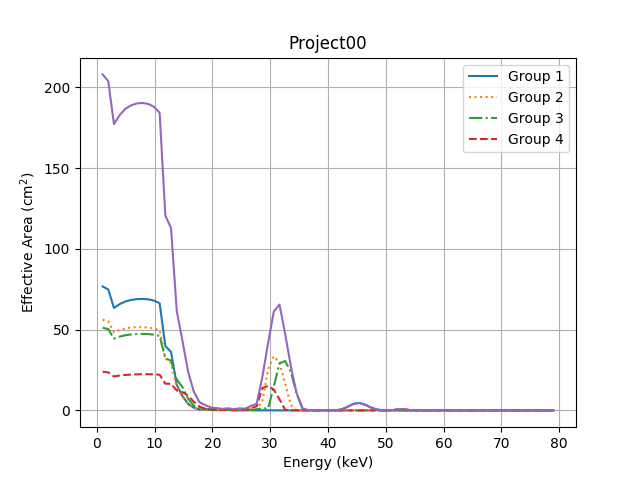 Project00
Group 1
Group 2
Group 3
Group 4
200
150
100
50
0
Effective Area (cm²)
0 10 20 30 40 50 60 70 80
Energy (keV)